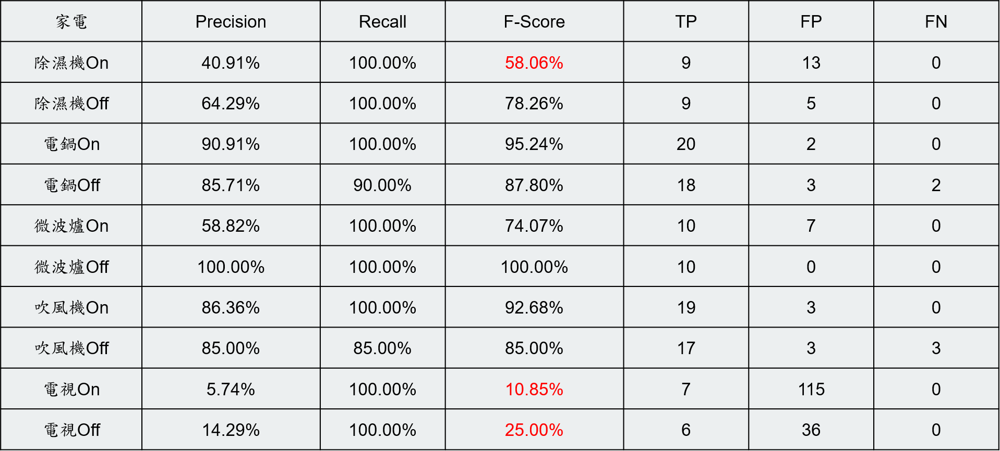 家電 Precision Recall F-Score TP FP FN
除濕機On 40.91% 100.00% 58.06% 9 13 0
除濕機Off 64.29% 100.00% 78.26% 9 5 0
電鍋On 90.91% 100.00% 95.24% 20 2 0
電鍋Off 85.71% 90.00% 87.80% 18 3 2
微波爐On 58.82% 100.00% 74.07% 10 7 0
微波爐Off 100.00% 100.00% 100.00% 10 0 0
吹風機On 86.36% 100.00% 92.68% 19 3 0
吹風機Off 85.00% 85.00% 85.00% 17 3 3
電視On 5.74% 100.00% 10.85% 7 115 0
電視Off 14.29% 100.00% 25.00% 6 36 0